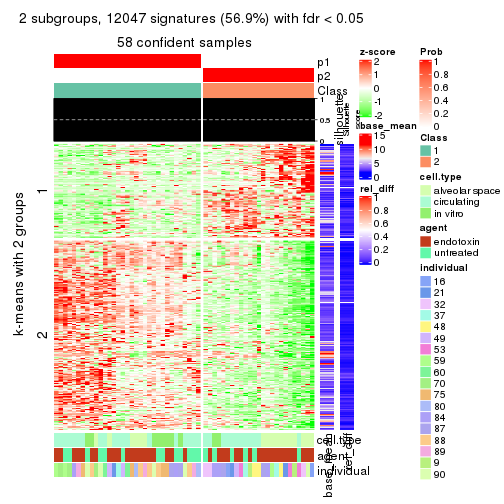 2 subgroups, 12047 signatures (56.9%) with fdr < 0.05
58 confident samples
p1
p2
Class
1
0.5
0
silhouette
Silhouette
score
1
2
k-means with 2 groups
cell.type
agent
individual
base_mean
rel_diff
z-score
2
1
0
-1
-2
base_mean
15
10
5
0
rel_diff
1
0.8
0.6
0.4
0.2
0
Prob
1
0.8
0.6
0.4
0.2
0
Class
1
2
cell.type
alveolar space
circulating
in vitro
agent
endotoxin
untreated
individual
16
21
32
37
48
49
53
59
60
70
75
80
84
87
88
89
9
90